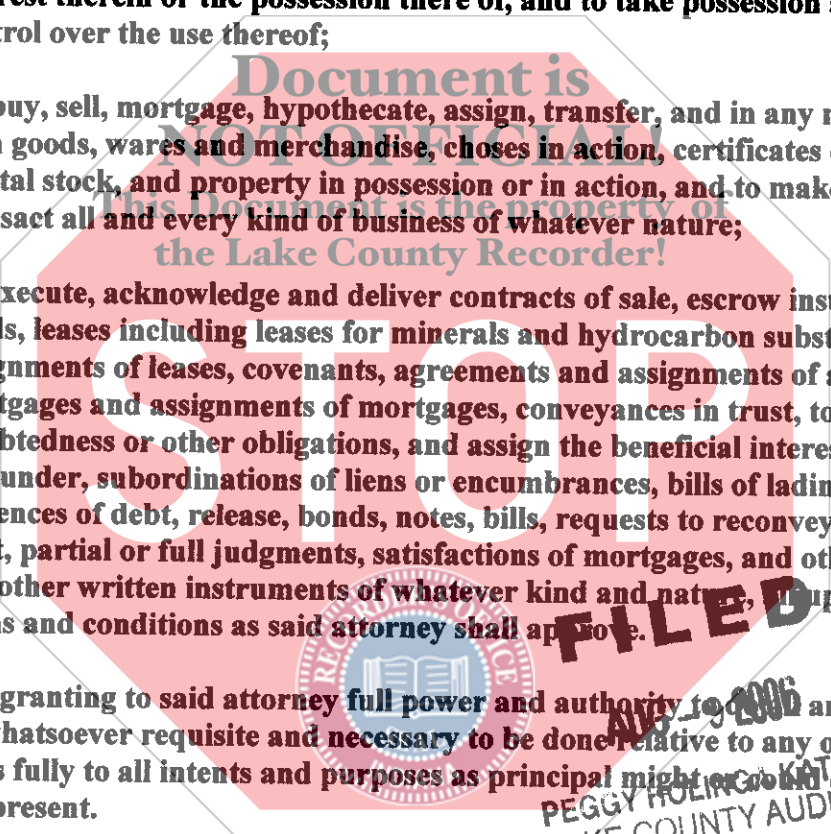 rest therein or the possession there of, and to take possession
trol over the use thereof;
Document is
buy, sell, mortgage, hypothecate, assign, transfer, and in any
NOT OFFICIAL!
goods, wares and merchandise, choses in action, certificates
tal stock, and property in possession or in action, and to make
This Document is the property of
sact all and every kind of business of whatever nature;
the Lake County Recorder!
xecute, acknowledge and deliver contracts of sale, escrow inst
s, leases including leases for minerals and hydrocarbon subst
gnments of leases, covenants, agreements and assignments of a
STOP
tgages and assignments of mortgages, conveyances in trust, to
btedness or other obligations, and assign the beneficial interes
under, subordinations of liens or encumbrances, bills of ladin
ences of debt, release, bonds, notes, bills, requests to reconvey
, partial or full judgments, satisfactions of mortgages, and oth
other written instruments of whatever kind and nature,
FILED
s and conditions as said attorney shall approve.
granting to said attorney full power and authority to
AUG - 9 2006
hatsoever requisite and necessary to be done relative to any
s fully to all intents and purposes as principal might or could
PEGGY HOLINGA KAT
present.
KE COUNTY AUD